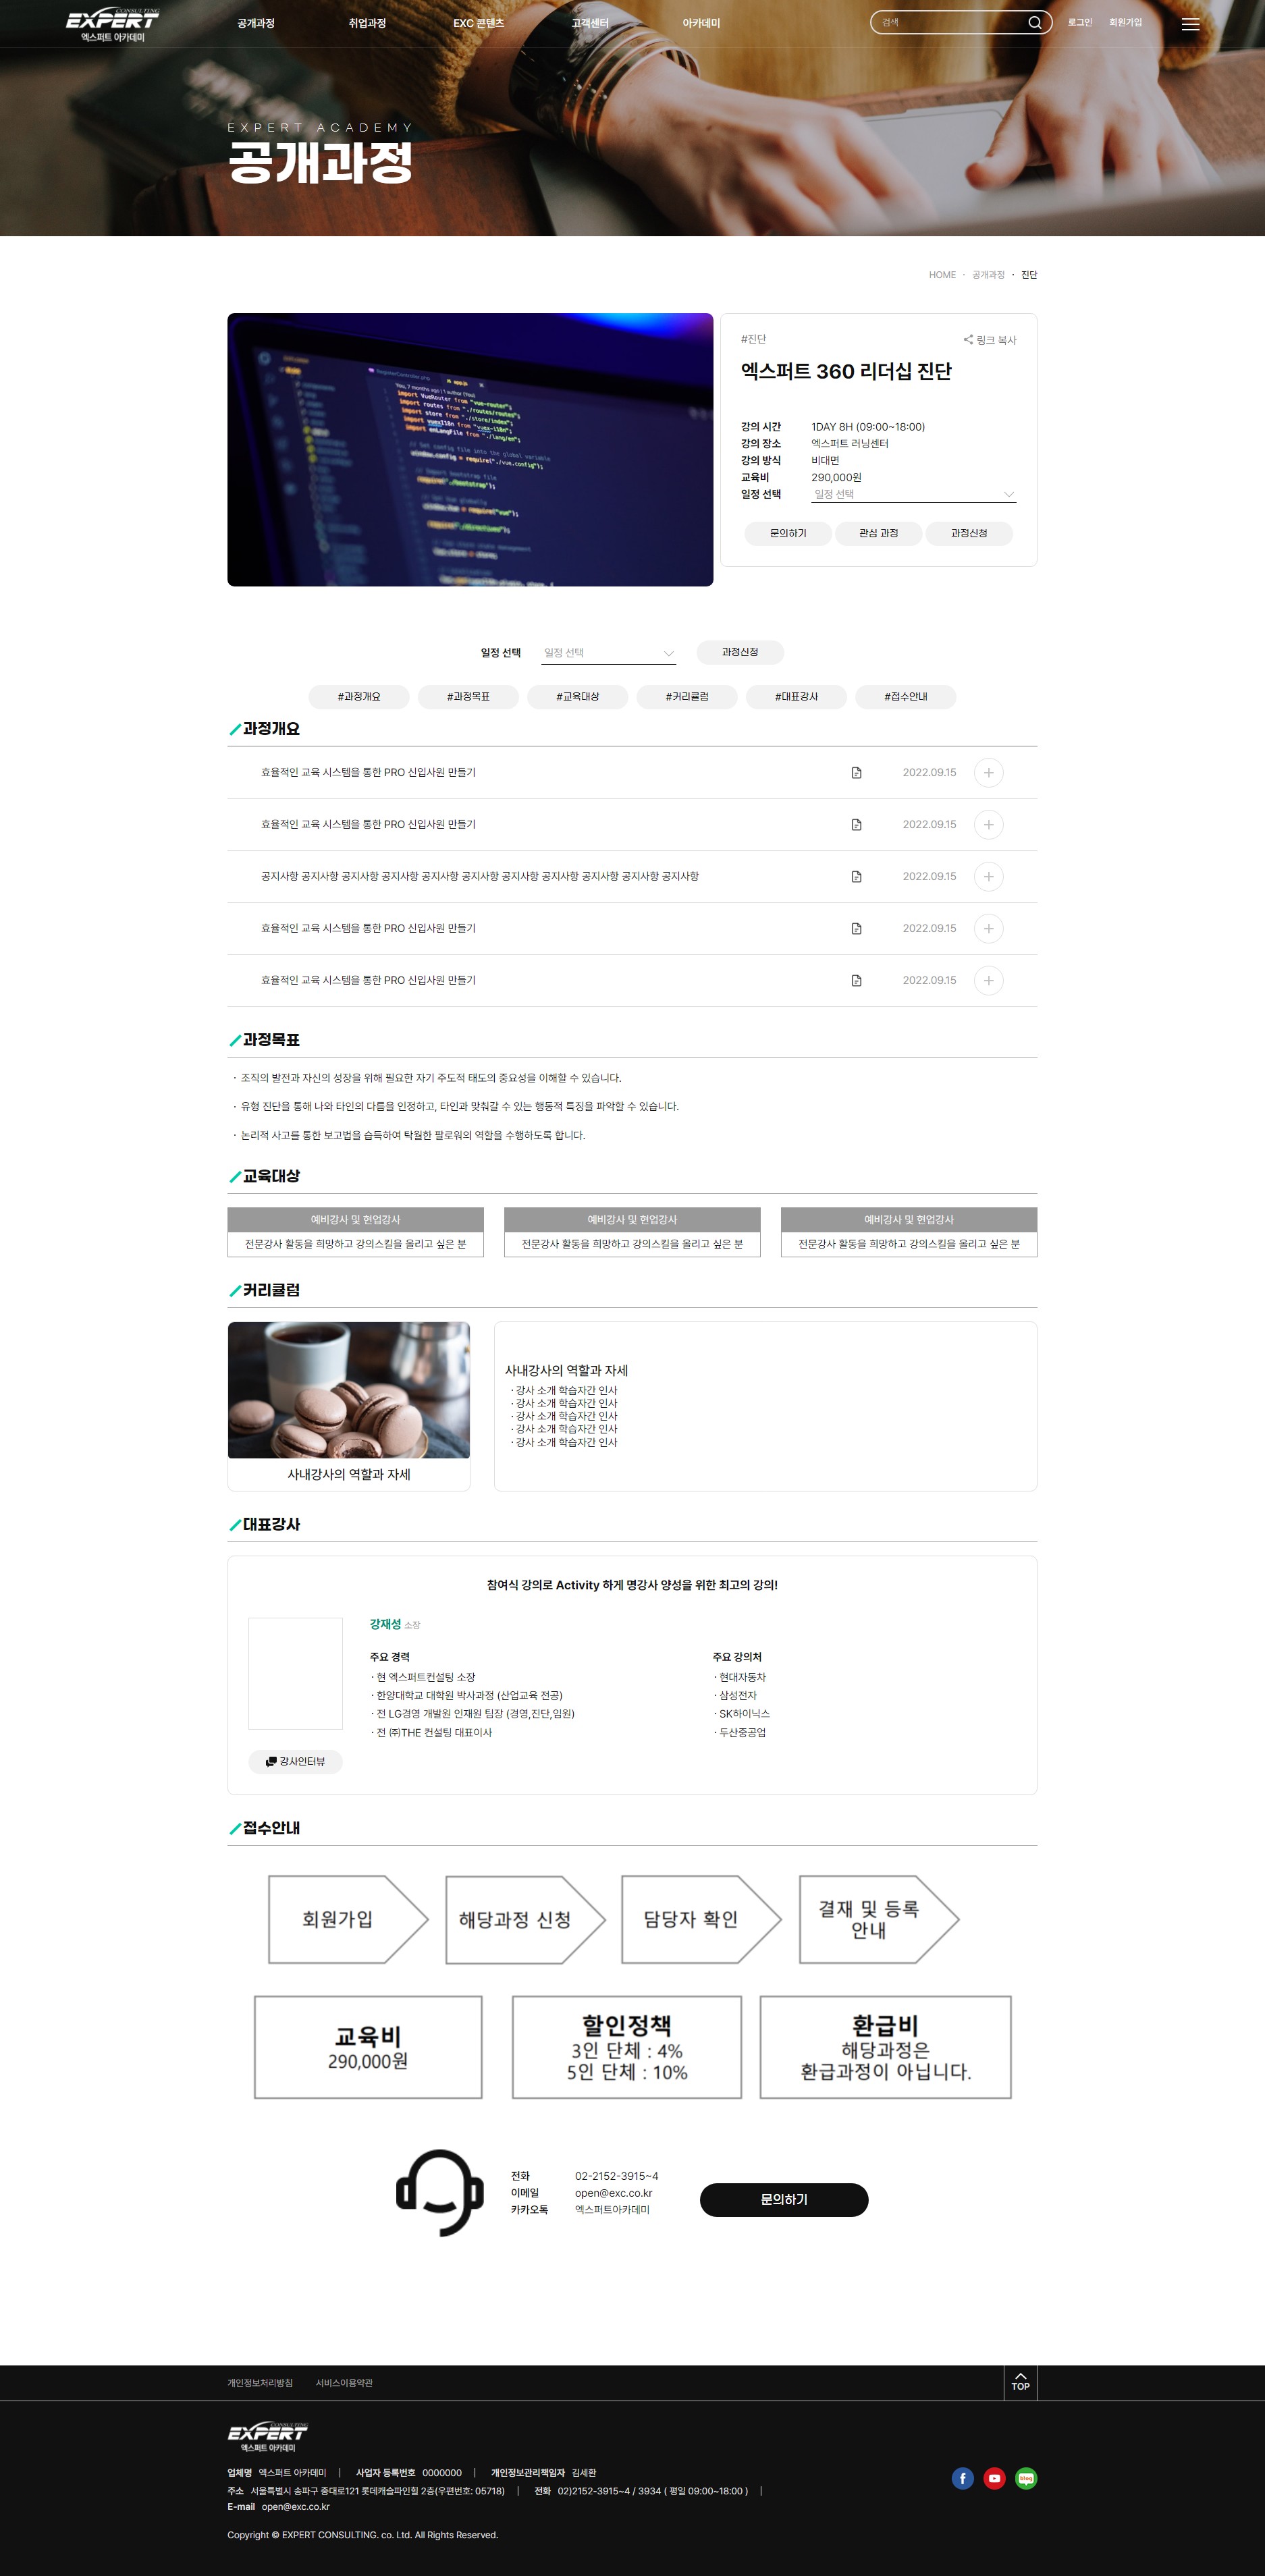 EXPERT CONSULTING
엑스퍼트 아카데미
공개과정
취업과정
EXC 콘텐츠
고객센터
아카데미
검색
로그인
회원가입
EXPERT ACADEMY
공개과정
HOME · 공개과정 · 진단
#진단
링크 복사
엑스퍼트 360 리더십 진단
강의 시간 1DAY 8H (09:00~18:00)
강의 장소 엑스퍼트 러닝센터
강의 방식 비대면
교육비 290,000원
일정 선택 일정 선택
문의하기
관심 과정
과정신청
일정 선택 일정 선택 과정신청
#과정개요
#과정목표
#교육대상
#커리큘럼
#대표강사
#접수안내
과정개요
효율적인 교육 시스템을 통한 PRO 신입사원 만들기 2022.09.15
효율적인 교육 시스템을 통한 PRO 신입사원 만들기 2022.09.15
공지사항 공지사항 공지사항 공지사항 공지사항 공지사항 공지사항 공지사항 공지사항 공지사항 공지사항 2022.09.15
효율적인 교육 시스템을 통한 PRO 신입사원 만들기 2022.09.15
효율적인 교육 시스템을 통한 PRO 신입사원 만들기 2022.09.15
과정목표
· 조직의 발전과 자신의 성장을 위해 필요한 자기 주도적 태도의 중요성을 이해할 수 있습니다.
· 유형 진단을 통해 나와 타인의 다름을 인정하고, 타인과 맞춰갈 수 있는 행동적 특징을 파악할 수 있습니다.
· 논리적 사고를 통한 보고법을 습득하여 탁월한 팔로워의 역할을 수행하도록 합니다.
교육대상
예비강사 및 현업강사
전문강사 활동을 희망하고 강의스킬을 올리고 싶은 분
예비강사 및 현업강사
전문강사 활동을 희망하고 강의스킬을 올리고 싶은 분
예비강사 및 현업강사
전문강사 활동을 희망하고 강의스킬을 올리고 싶은 분
커리큘럼
사내강사의 역할과 자세
사내강사의 역할과 자세
· 강사 소개 학습자간 인사
· 강사 소개 학습자간 인사
· 강사 소개 학습자간 인사
· 강사 소개 학습자간 인사
· 강사 소개 학습자간 인사
대표강사
참여식 강의로 Activity 하게 명강사 양성을 위한 최고의 강의!
강재성 소장
주요 경력
· 현 엑스퍼트컨설팅 소장
· 한양대학교 대학원 박사과정 (산업교육 전공)
· 전 LG경영 개발원 인재원 팀장 (경영,진단,임원)
· 전 ㈜THE 컨설팅 대표이사
주요 강의처
· 현대자동차
· 삼성전자
· SK하이닉스
· 두산중공업
강사인터뷰
접수안내
회원가입
해당과정 신청
담당자 확인
결재 및 등록
안내
교육비
290,000원
할인정책
3인 단체 : 4%
5인 단체 : 10%
환급비
해당과정은
환급과정이 아닙니다.
전화 02-2152-3915~4
이메일 open@exc.co.kr
카카오톡 엑스퍼트아카데미
문의하기
개인정보처리방침
서비스이용약관
TOP
EXPERT CONSULTING
엑스퍼트 아카데미
업체명 엑스퍼트 아카데미 | 사업자 등록번호 0000000 | 개인정보관리책임자 김세환
주소 서울특별시 송파구 중대로121 롯데캐슬파인힐 2층(우편번호: 05718) | 전화 02)2152-3915~4 / 3934 ( 평일 09:00~18:00 ) |
E-mail open@exc.co.kr
Copyright © EXPERT CONSULTING. co. Ltd. All Rights Reserved.